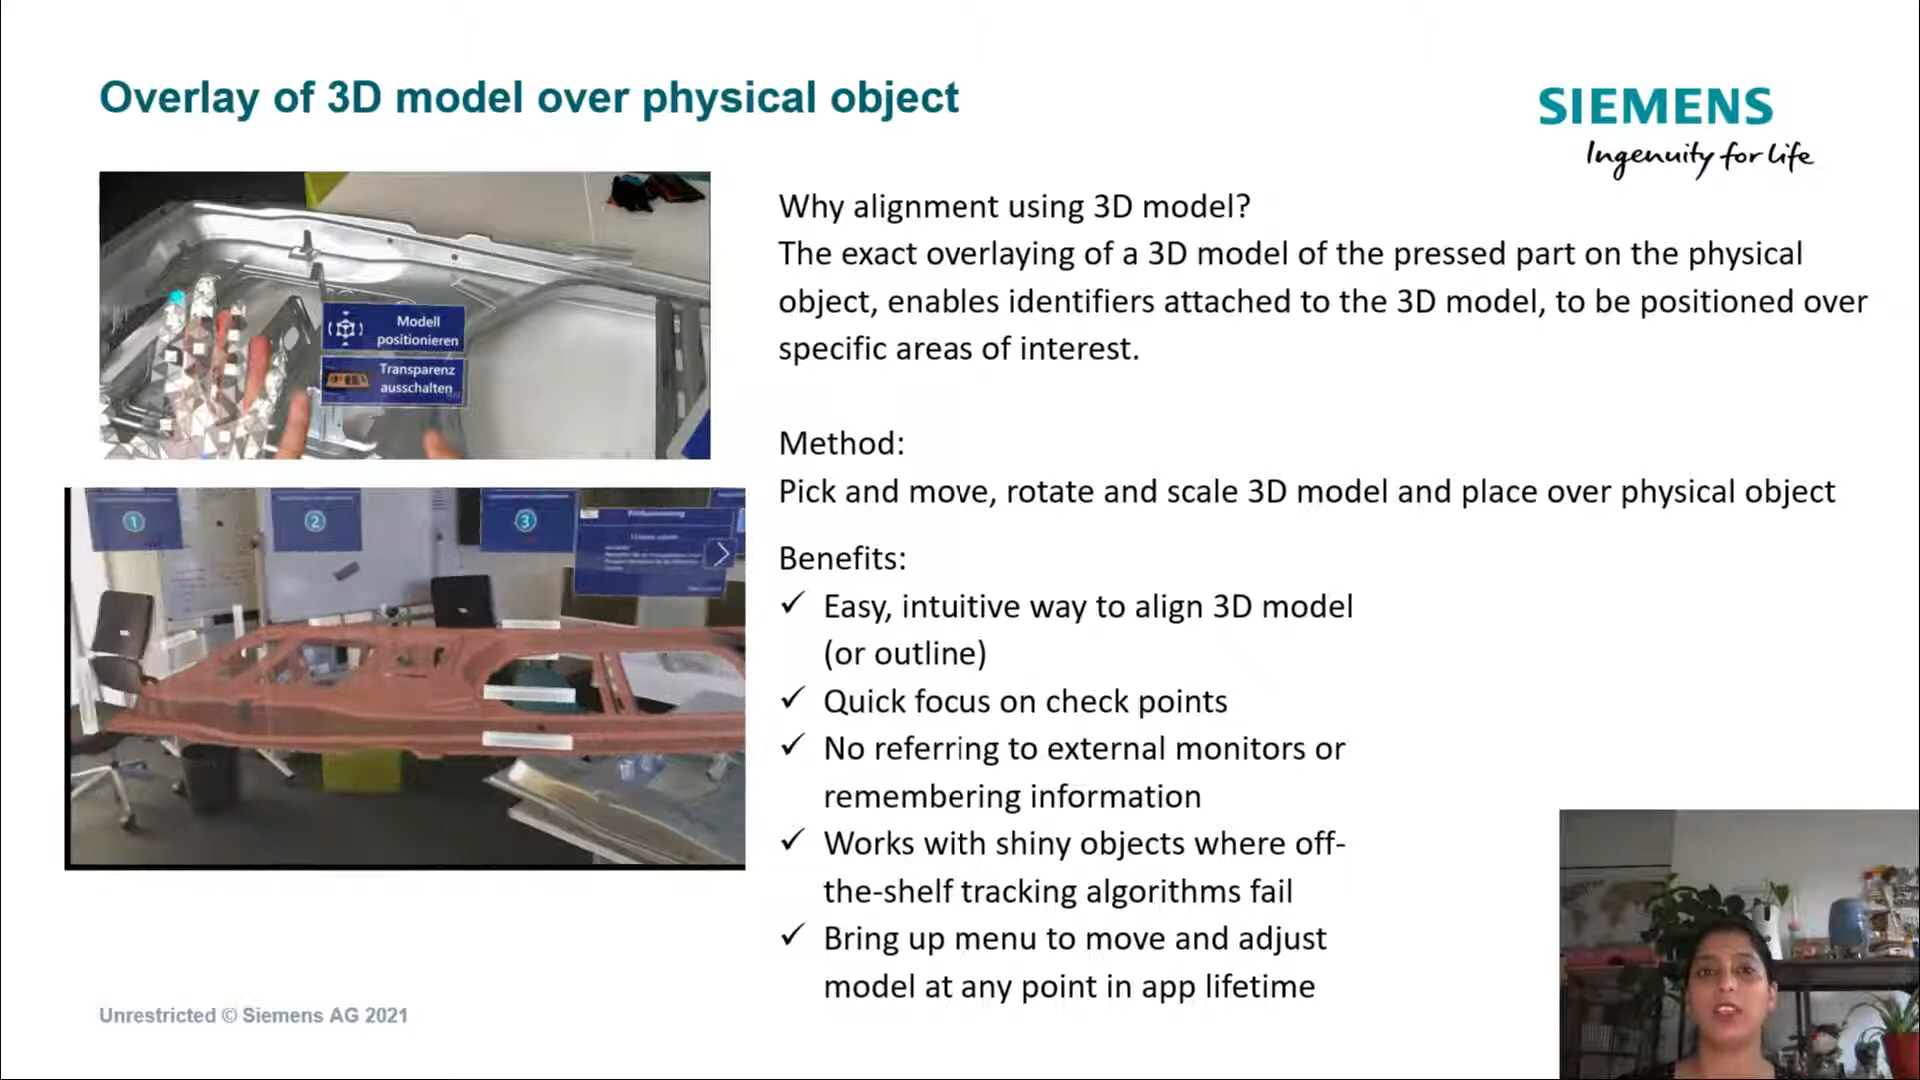 Overlay of 3D model over physical object
SIEMENS
Ingenuity for life
Modell
positionieren
Transparenz
ausschalten
1
2
3
Why alignment using 3D model?
The exact overlaying of a 3D model of the pressed part on the physical
object, enables identifiers attached to the 3D model, to be positioned over
specific areas of interest.
Method:
Pick and move, rotate and scale 3D model and place over physical object
Benefits:
✓ Easy, intuitive way to align 3D model
(or outline)
✓ Quick focus on check points
✓ No referring to external monitors or
remembering information
✓ Works with shiny objects where off-
the-shelf tracking algorithms fail
✓ Bring up menu to move and adjust
model at any point in app lifetime
Unrestricted © Siemens AG 2021